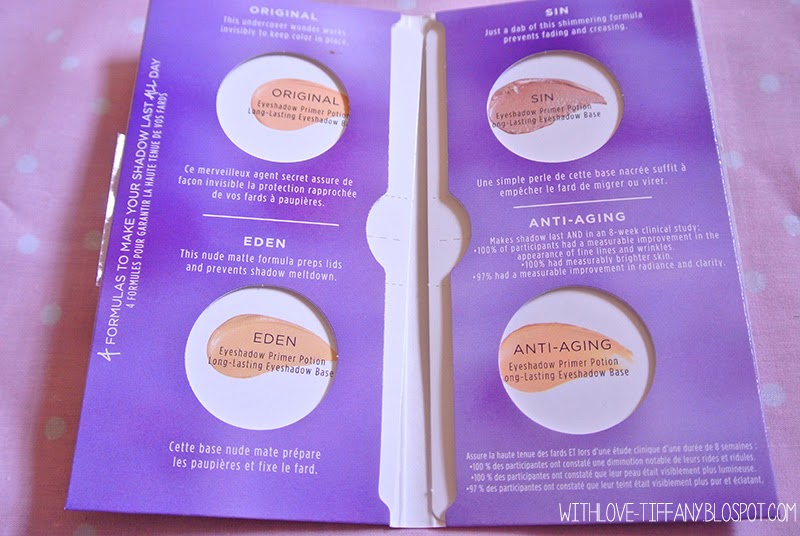 4 FORMULAS TO MAKE YOUR SHADOW LAST ALL DAY
4 FORMULES POUR GARANTIR LA HAUTE TENUE DE VOS FARDS
ORIGINAL
This undercover wonder works
invisibly to keep color in place.
ORIGINAL
Eyeshadow Primer Potion
Long-Lasting Eyeshadow Ba
Ce merveilleux agent secret assure de
façon invisible la protection rapprochée
de vos fards à paupières.
EDEN
This nude matte formula preps lids
and prevents shadow meltdown.
EDEN
Eyeshadow Primer Potion
Long-Lasting Eyeshadow Base
Cette base nude mate prépare
les paupières et fixe le fard.
SIN
Just a dab of this shimmering formula
prevents fading and creasing.
SIN
Eyeshadow Primer Potion
ong-Lasting Eyeshadow Base
Une simple perle de cette base nacrée suffit à
empêcher le fard de migrer ou virer.
ANTI-AGING
Makes shadow last AND in an 8-week clinical study:
•100% of participants had a measurable improvement in the
appearance of fine lines and wrinkles.
•100% had measurably brighter skin.
•97% had a measurable improvement in radiance and clarity.
ANTI-AGING
Eyeshadow Primer Potion
ong-Lasting Eyeshadow Base
Assure la haute tenue des fards ET lors d'une étude clinique d'une durée de 8 semaines :
•100 % des participants ont constaté une diminution notable de leurs rides et ridules.
•100 % des participants ont constaté que leur peau était visiblement plus lumineuse.
•97 % des participants ont constaté que leur teint était visiblement plus pur et éclatant.
WITHLOVE-TIFFANY.BLOSPOT.COM